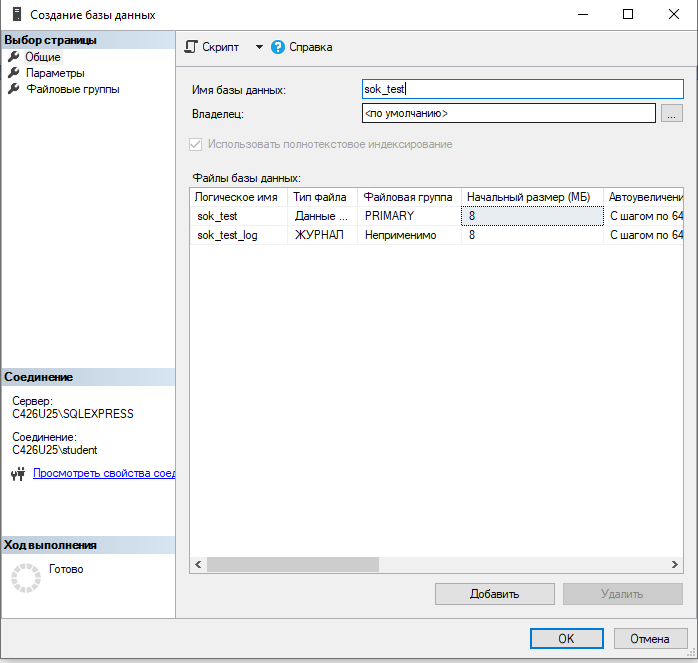 Создание базы данных
Выбор страницы
Общие
Параметры
Файловые группы
Скрипт
Справка
Имя базы данных:
sok_test
Владелец:
<по умолчанию>
...
Использовать полнотекстовое индексирование
Файлы базы данных:
Логическое имя Тип файла Файловая группа Начальный размер (МБ) Автоувеличени
sok_test Данные ... PRIMARY 8 С шагом по 64
sok_test_log ЖУРНАЛ Неприменимо 8 С шагом по 64
Соединение
Сервер:
C426U25\SQLEXPRESS
Соединение:
C426U25\student
Просмотреть свойства соед
Ход выполнения
Готово
Добавить
Удалить
OK
Отмена